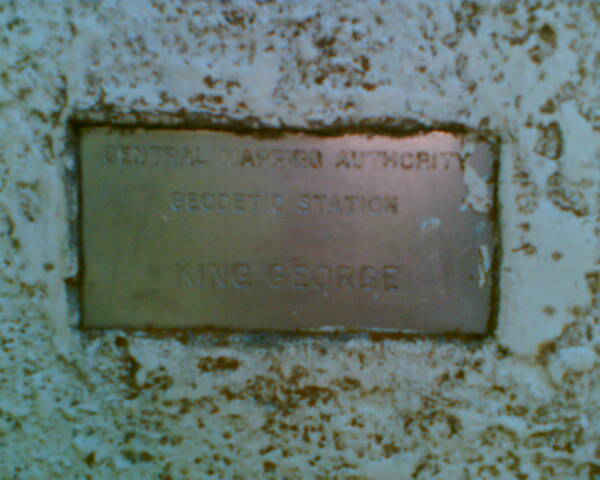 CENTRAL MAPPING AUTHORITY
GEODETIC STATION
KING GEORGE